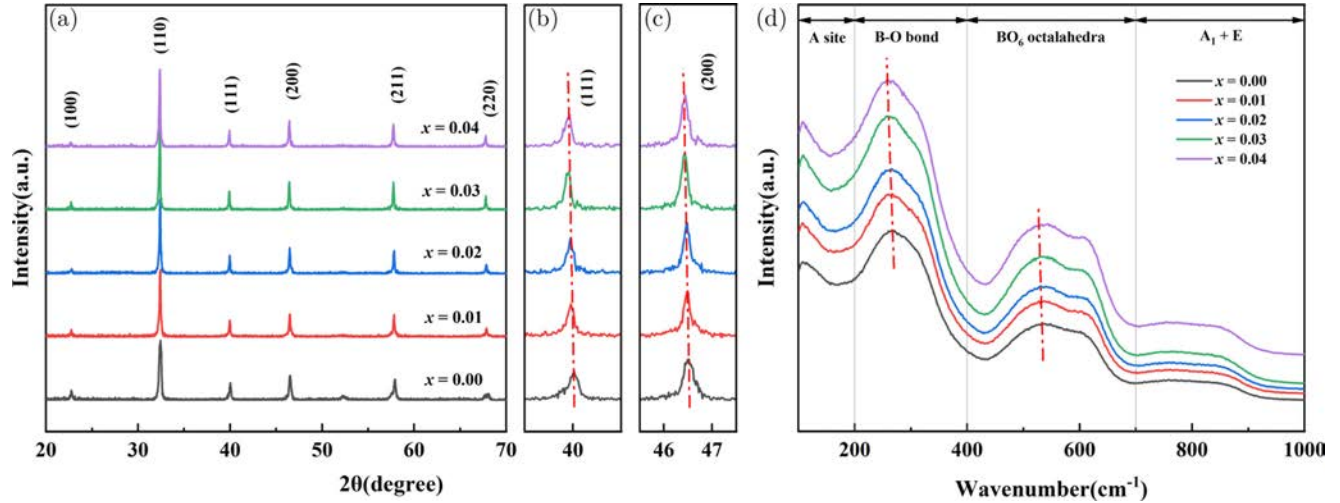 (a)
(110)
(100)
(111)
(200)
(211)
(220)
x = 0.04
x = 0.03
x = 0.02
x = 0.01
x = 0.00
Intensity(a.u.)
20 30 40 50 60 70
2θ(degree)
(b)
(111)
40
(c)
(200)
46 47
(d)
A site B-O bond BO6 octalahedra A1 + E
x = 0.00
x = 0.01
x = 0.02
x = 0.03
x = 0.04
Intensity(a.u.)
200 400 600 800 1000
Wavenumber(cm-1)